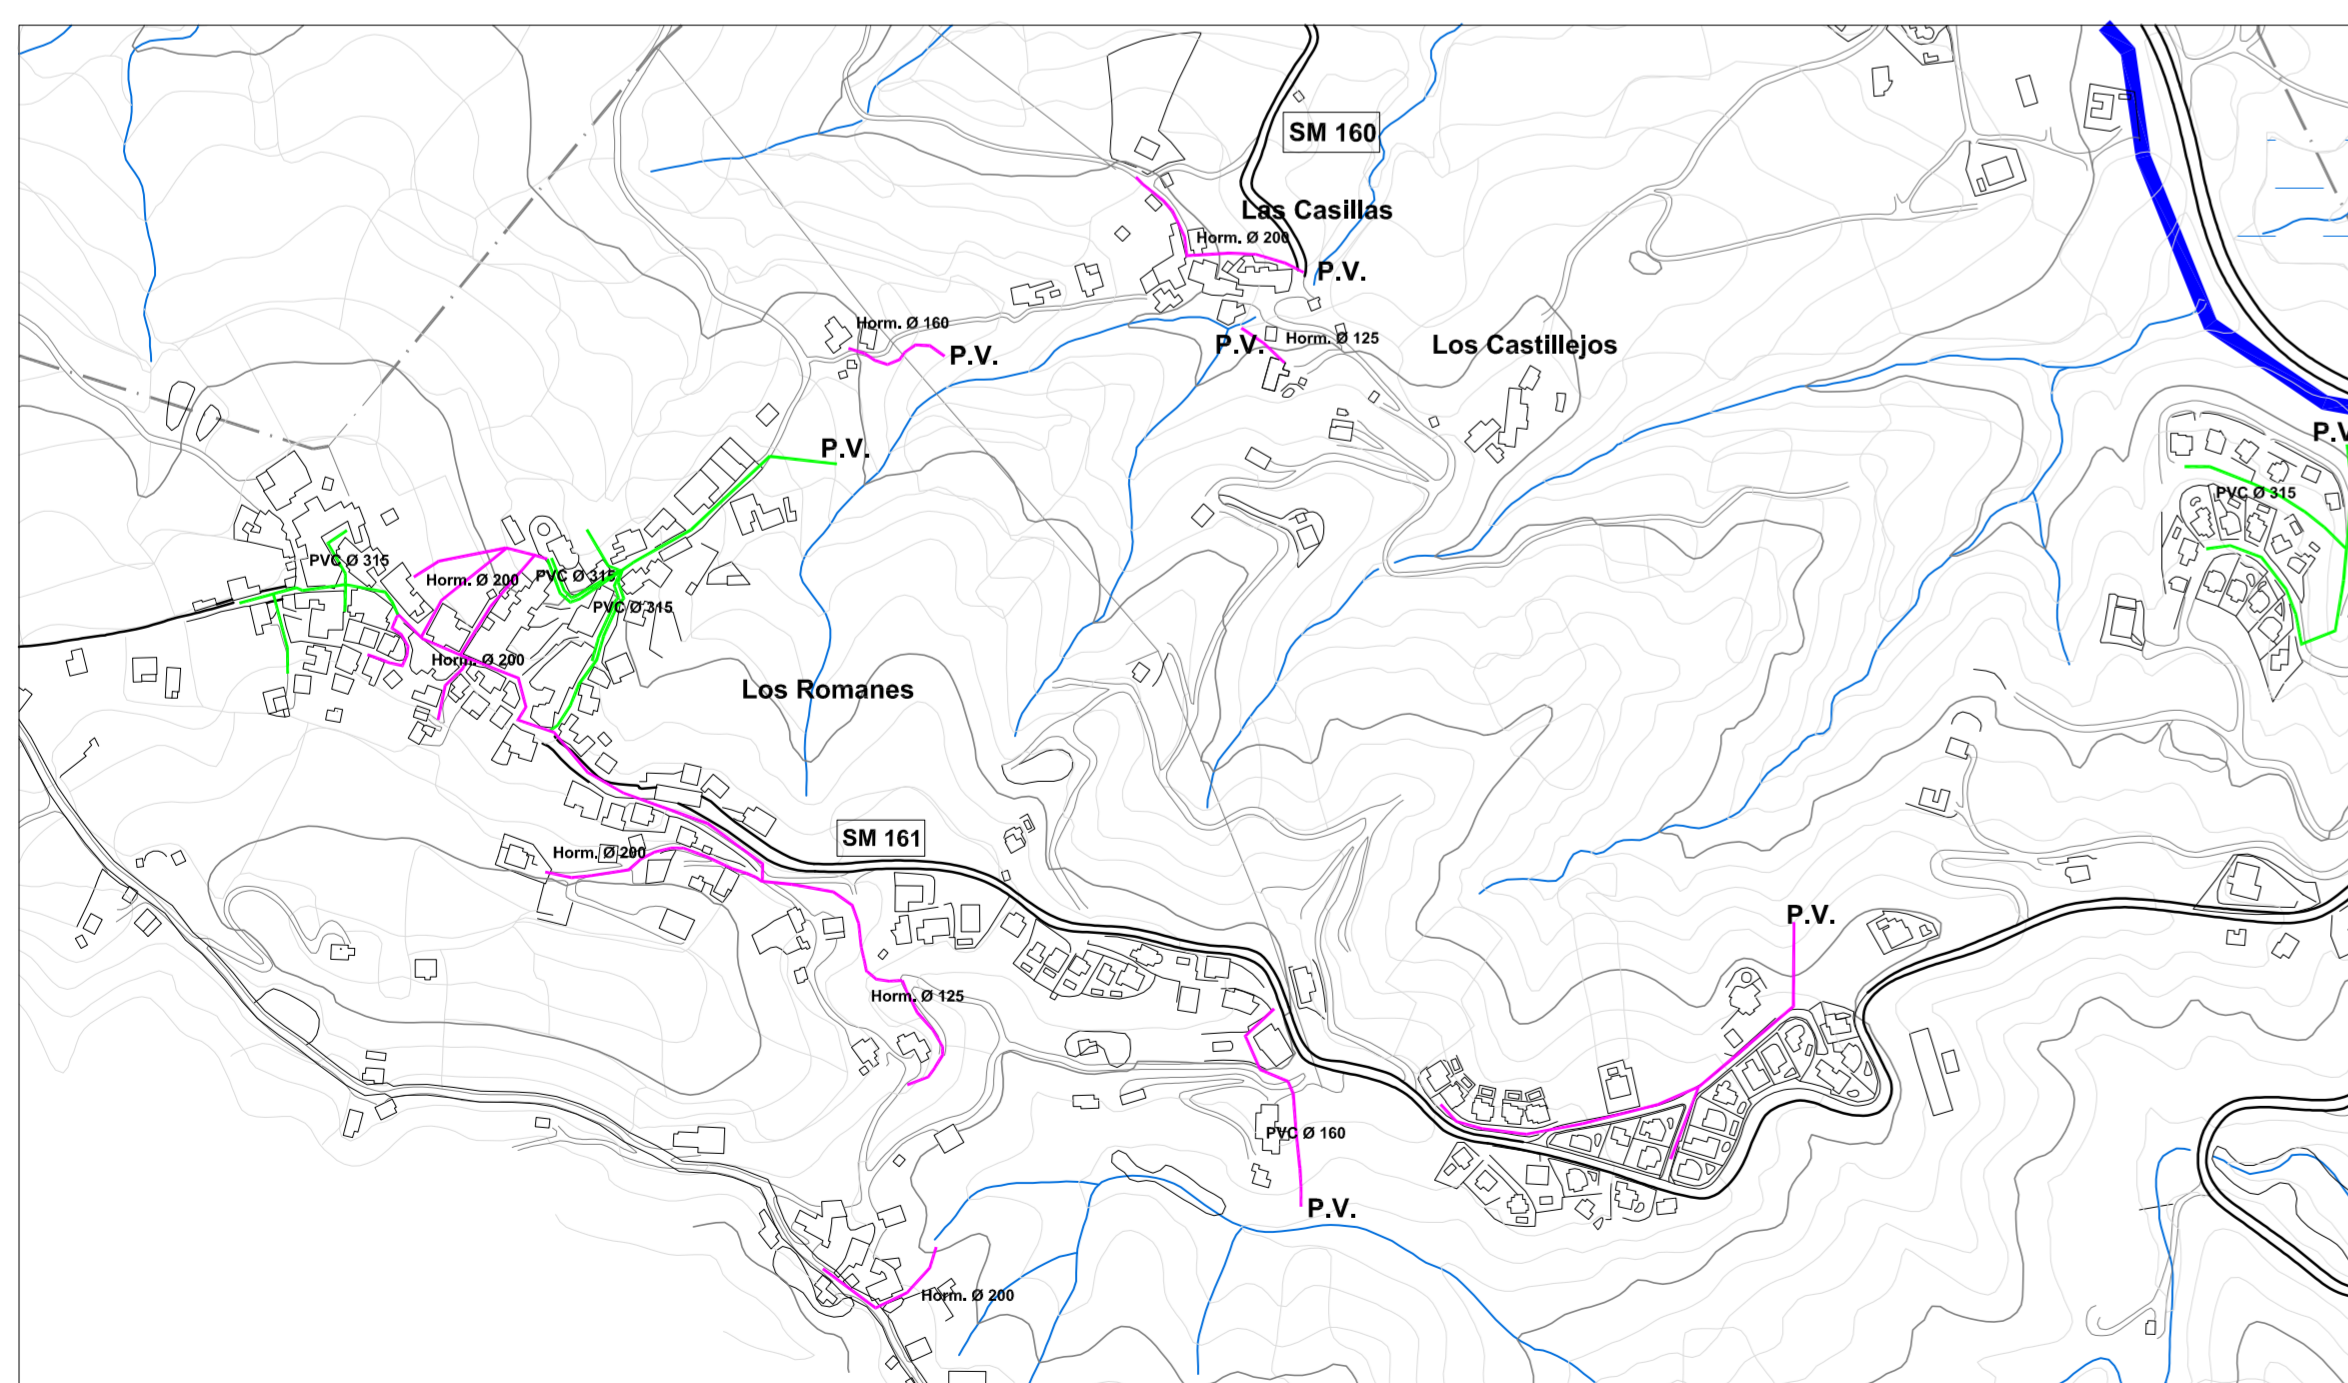 SM 160
Las Casillas
Horm. Ø 200
P.V.
Horm. Ø 160
P.V.
P.V.
Horm. Ø 125
Los Castillejos
P.V.
P.V
PVC Ø 315
PVC Ø 315
Horm. Ø 200
PVC Ø 315
PVC Ø 315
Horm. Ø 200
Los Romanes
SM 161
Horm. Ø 200
P.V.
Horm. Ø 125
PVC Ø 160
P.V.
Horm. Ø 200